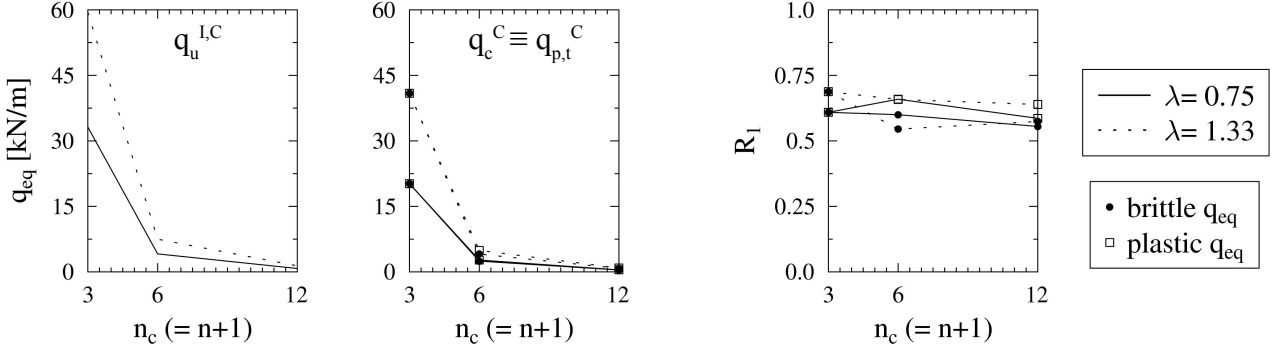 q_eq [kN/m]
60
45
30
15
0
q_u^I,C
3 6 12
n_c (= n+1)
60
45
30
15
0
q_c^C ≡ q_p,t^C
3 6 12
n_c (= n+1)
R_1
1.0
0.75
0.5
0.25
0.0
3 6 12
n_c (= n+1)
λ= 0.75
λ= 1.33
brittle q_eq
plastic q_eq